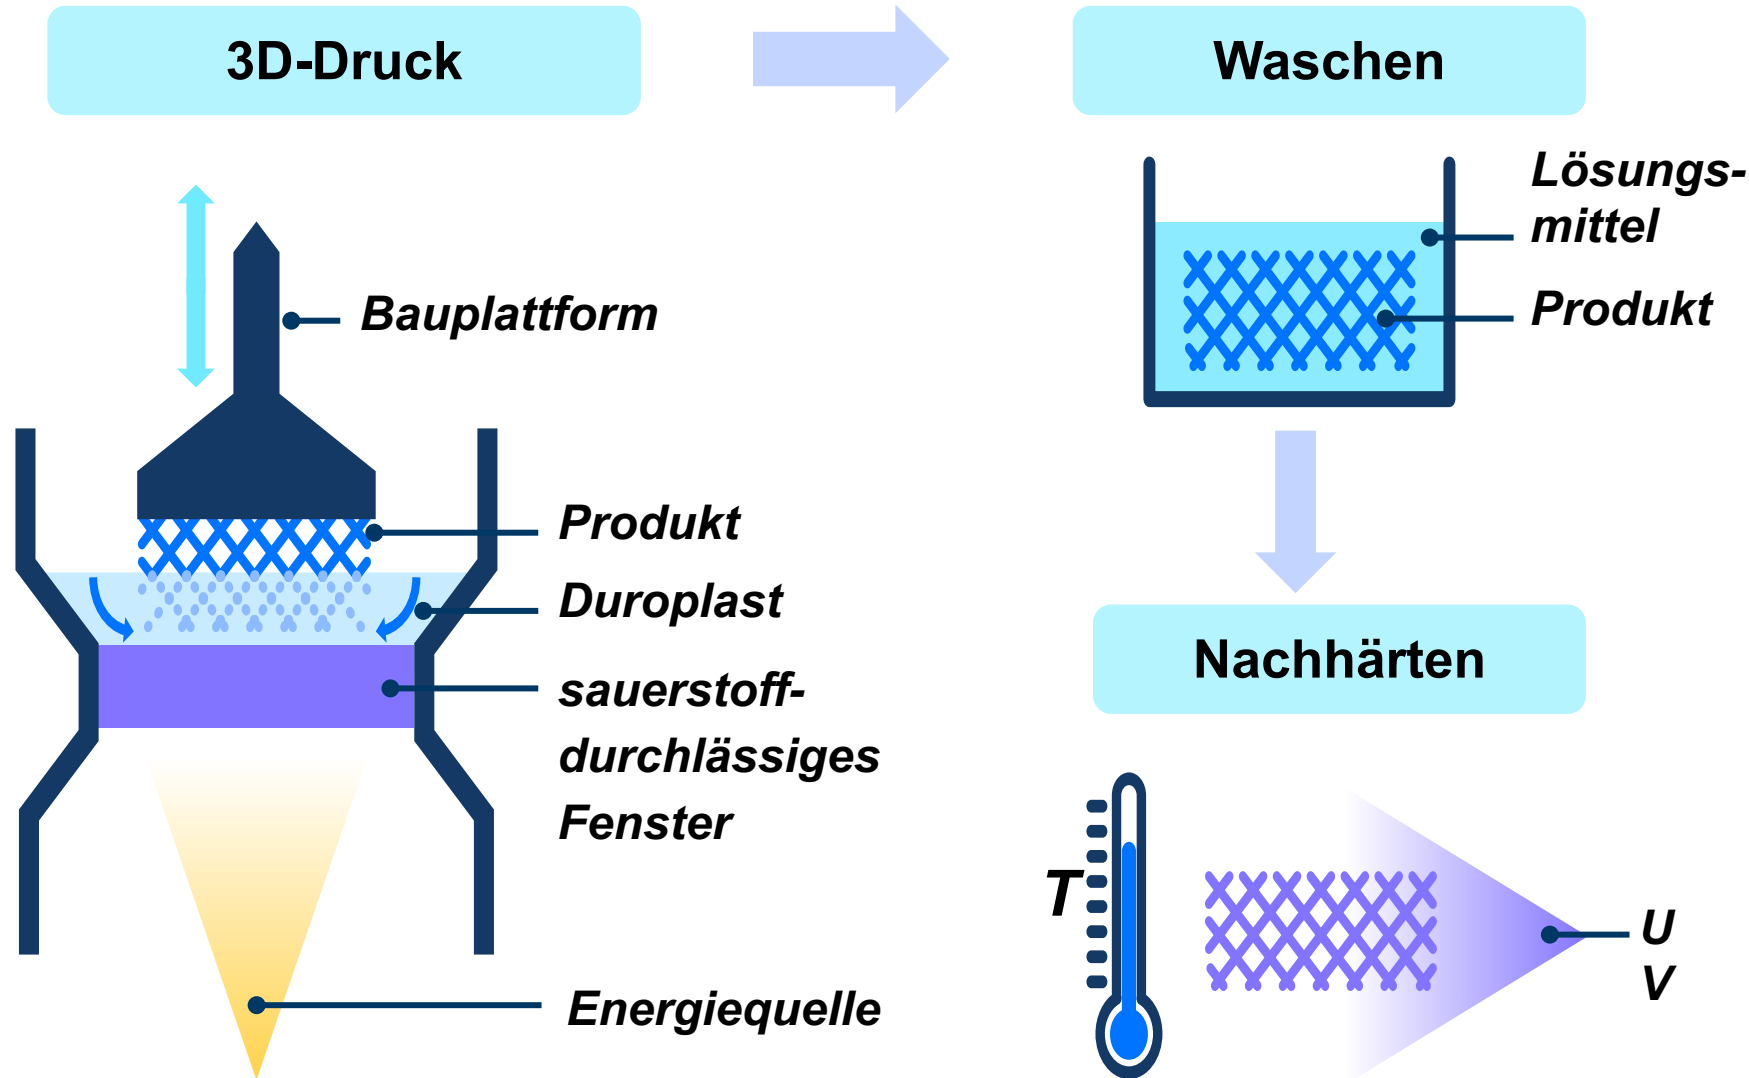 3D-Druck
Bauplattform
Produkt
Duroplast
sauerstoff-
durchlässiges
Fenster
Energiequelle
Waschen
Lösungs-
mittel
Produkt
Nachhärten
T
U
V